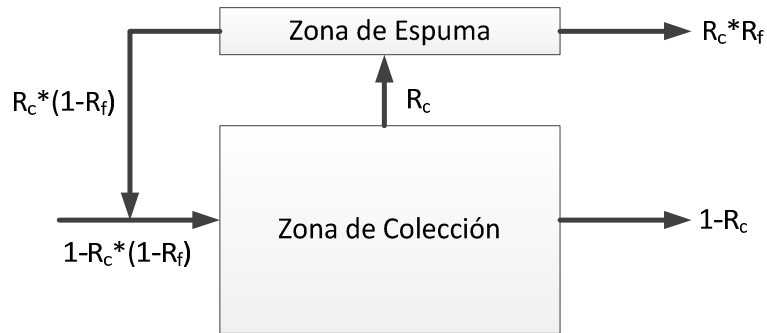 Zona de Espuma
R_c*R_f
R_c*(1-R_f)
R_c
Zona de Colección
1-R_c
1-R_c*(1-R_f)